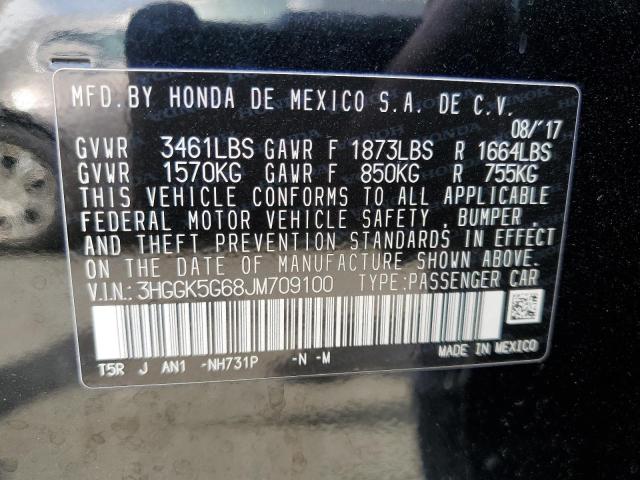 MFD. BY HONDA DE MEXICO S.A. DE C.V.
08/'17
GVWR 3461LBS GAWR F 1873LBS R 1664LBS
GVWR 1570KG GAWR F 850KG R 755KG
THIS VEHICLE CONFORMS TO ALL APPLICABLE
FEDERAL MOTOR VEHICLE SAFETY , BUMPER ,
AND THEFT PREVENTION STANDARDS IN EFFECT
ON THE DATE OF MANUFACTURE SHOWN ABOVE.
V.I.N.: 3HGGK5G68JM709100 TYPE:PASSENGER CAR
T5R J AN1 -NH731P -N -M MADE IN MEXICO